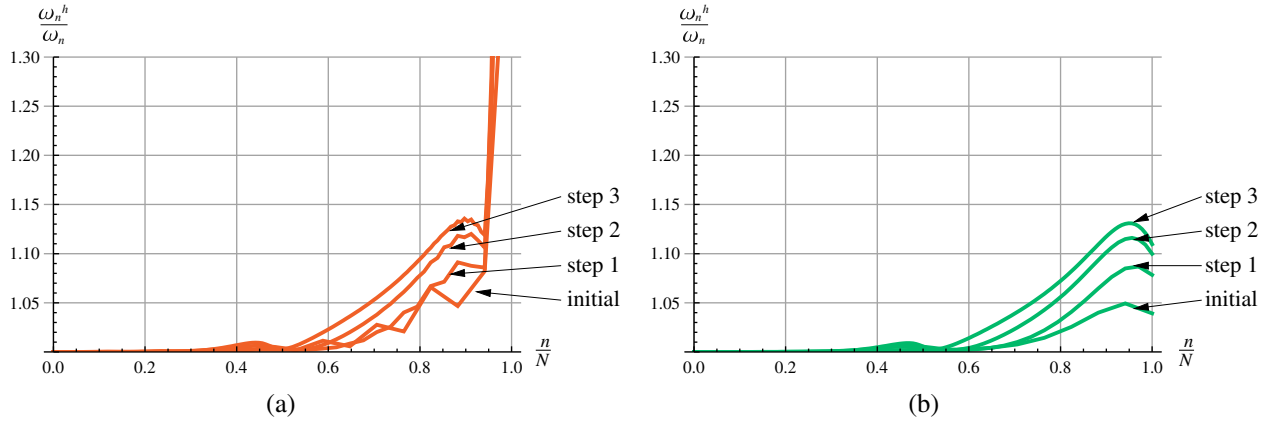 ωₙʰ/ωₙ
1.30
1.25
1.20
1.15
1.10
1.05
0.0 0.2 0.4 0.6 0.8 1.0
n/N
step 3
step 2
step 1
initial
(a)
ωₙʰ/ωₙ
1.30
1.25
1.20
1.15
1.10
1.05
0.0 0.2 0.4 0.6 0.8 1.0
n/N
step 3
step 2
step 1
initial
(b)